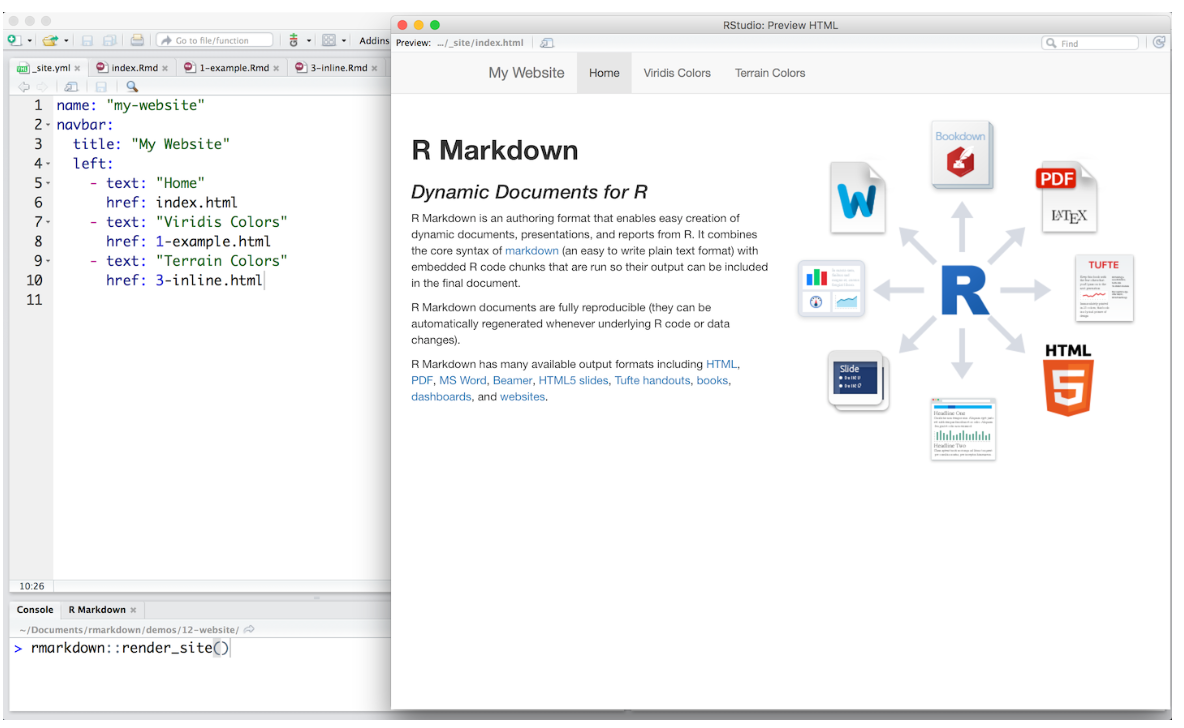 RStudio: Preview HTML
Go to file/function
Addins
Preview: .../_site/index.html
Find
_site.yml × index.Rmd × 1-example.Rmd × 3-inline.Rmd ×
My Website Home Viridis Colors Terrain Colors
1 name: "my-website"
2 navbar:
3 title: "My Website"
4 left:
5 - text: "Home"
6 href: index.html
7 - text: "Viridis Colors"
8 href: 1-example.html
9 - text: "Terrain Colors"
10 href: 3-inline.html
11
10:26
Console R Markdown ×
~/Documents/rmarkdown/demos/12-website/
> rmarkdown::render_site()
R Markdown
Dynamic Documents for R
R Markdown is an authoring format that enables easy creation of
dynamic documents, presentations, and reports from R. It combines
the core syntax of markdown (an easy to write plain text format) with
embedded R code chunks that are run so their output can be included
in the final document.
R Markdown documents are fully reproducible (they can be
automatically regenerated whenever underlying R code or data
changes).
R Markdown has many available output formats including HTML,
PDF, MS Word, Beamer, HTML5 slides, Tufte handouts, books,
dashboards, and websites.
Bookdown
W
PDF
LATEX
TUFTE
R
HTML
5
Slide
Headline One
Headline Two